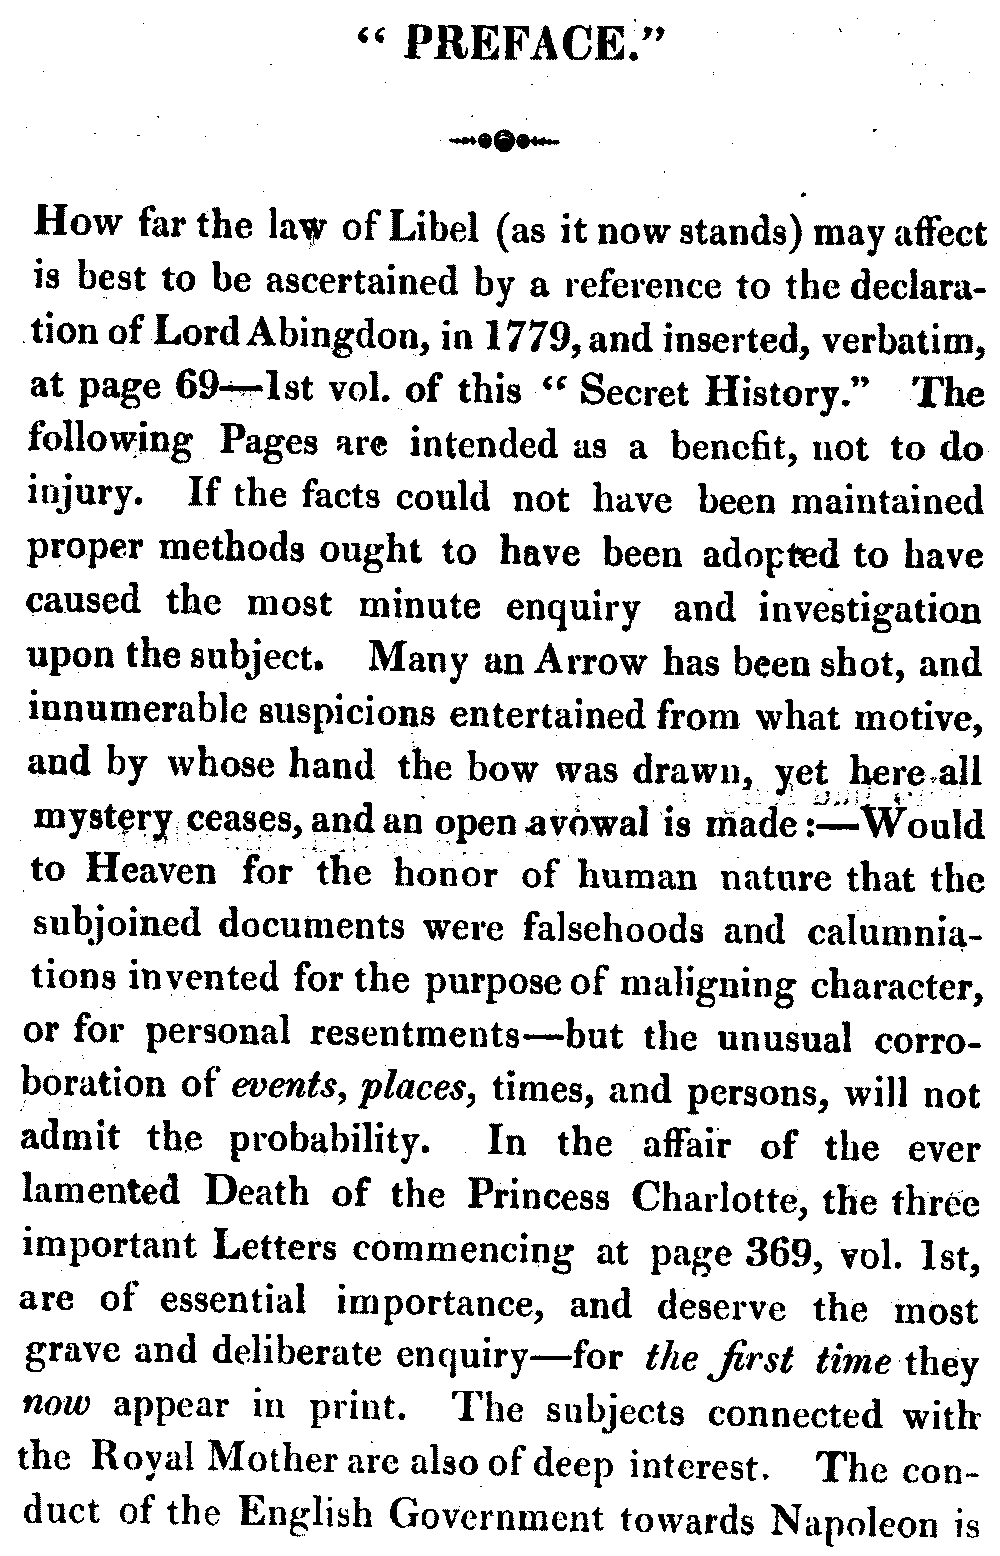 “ PREFACE.”
How far the law of Libel (as it now stands) may affect
is best to be ascertained by a reference to the declara-
tion of Lord Abingdon, in 1779, and inserted, verbatim,
at page 69—1st vol. of this “ Secret History.” The
following Pages are intended as a benefit, not to do
injury. If the facts could not have been maintained
proper methods ought to have been adopted to have
caused the most minute enquiry and investigation
upon the subject. Many an Arrow has been shot, and
innumerable suspicions entertained from what motive,
and by whose hand the bow was drawn, yet here all
mystery ceases, and an open avowal is made:—Would
to Heaven for the honor of human nature that the
subjoined documents were falsehoods and calumnia-
tions invented for the purpose of maligning character,
or for personal resentments—but the unusual corro-
boration of events, places, times, and persons, will not
admit the probability. In the affair of the ever
lamented Death of the Princess Charlotte, the three
important Letters commencing at page 369, vol. 1st,
are of essential importance, and deserve the most
grave and deliberate enquiry—for the first time they
now appear in print. The subjects connected with
the Royal Mother are also of deep interest. The con-
duct of the English Government towards Napoleon is